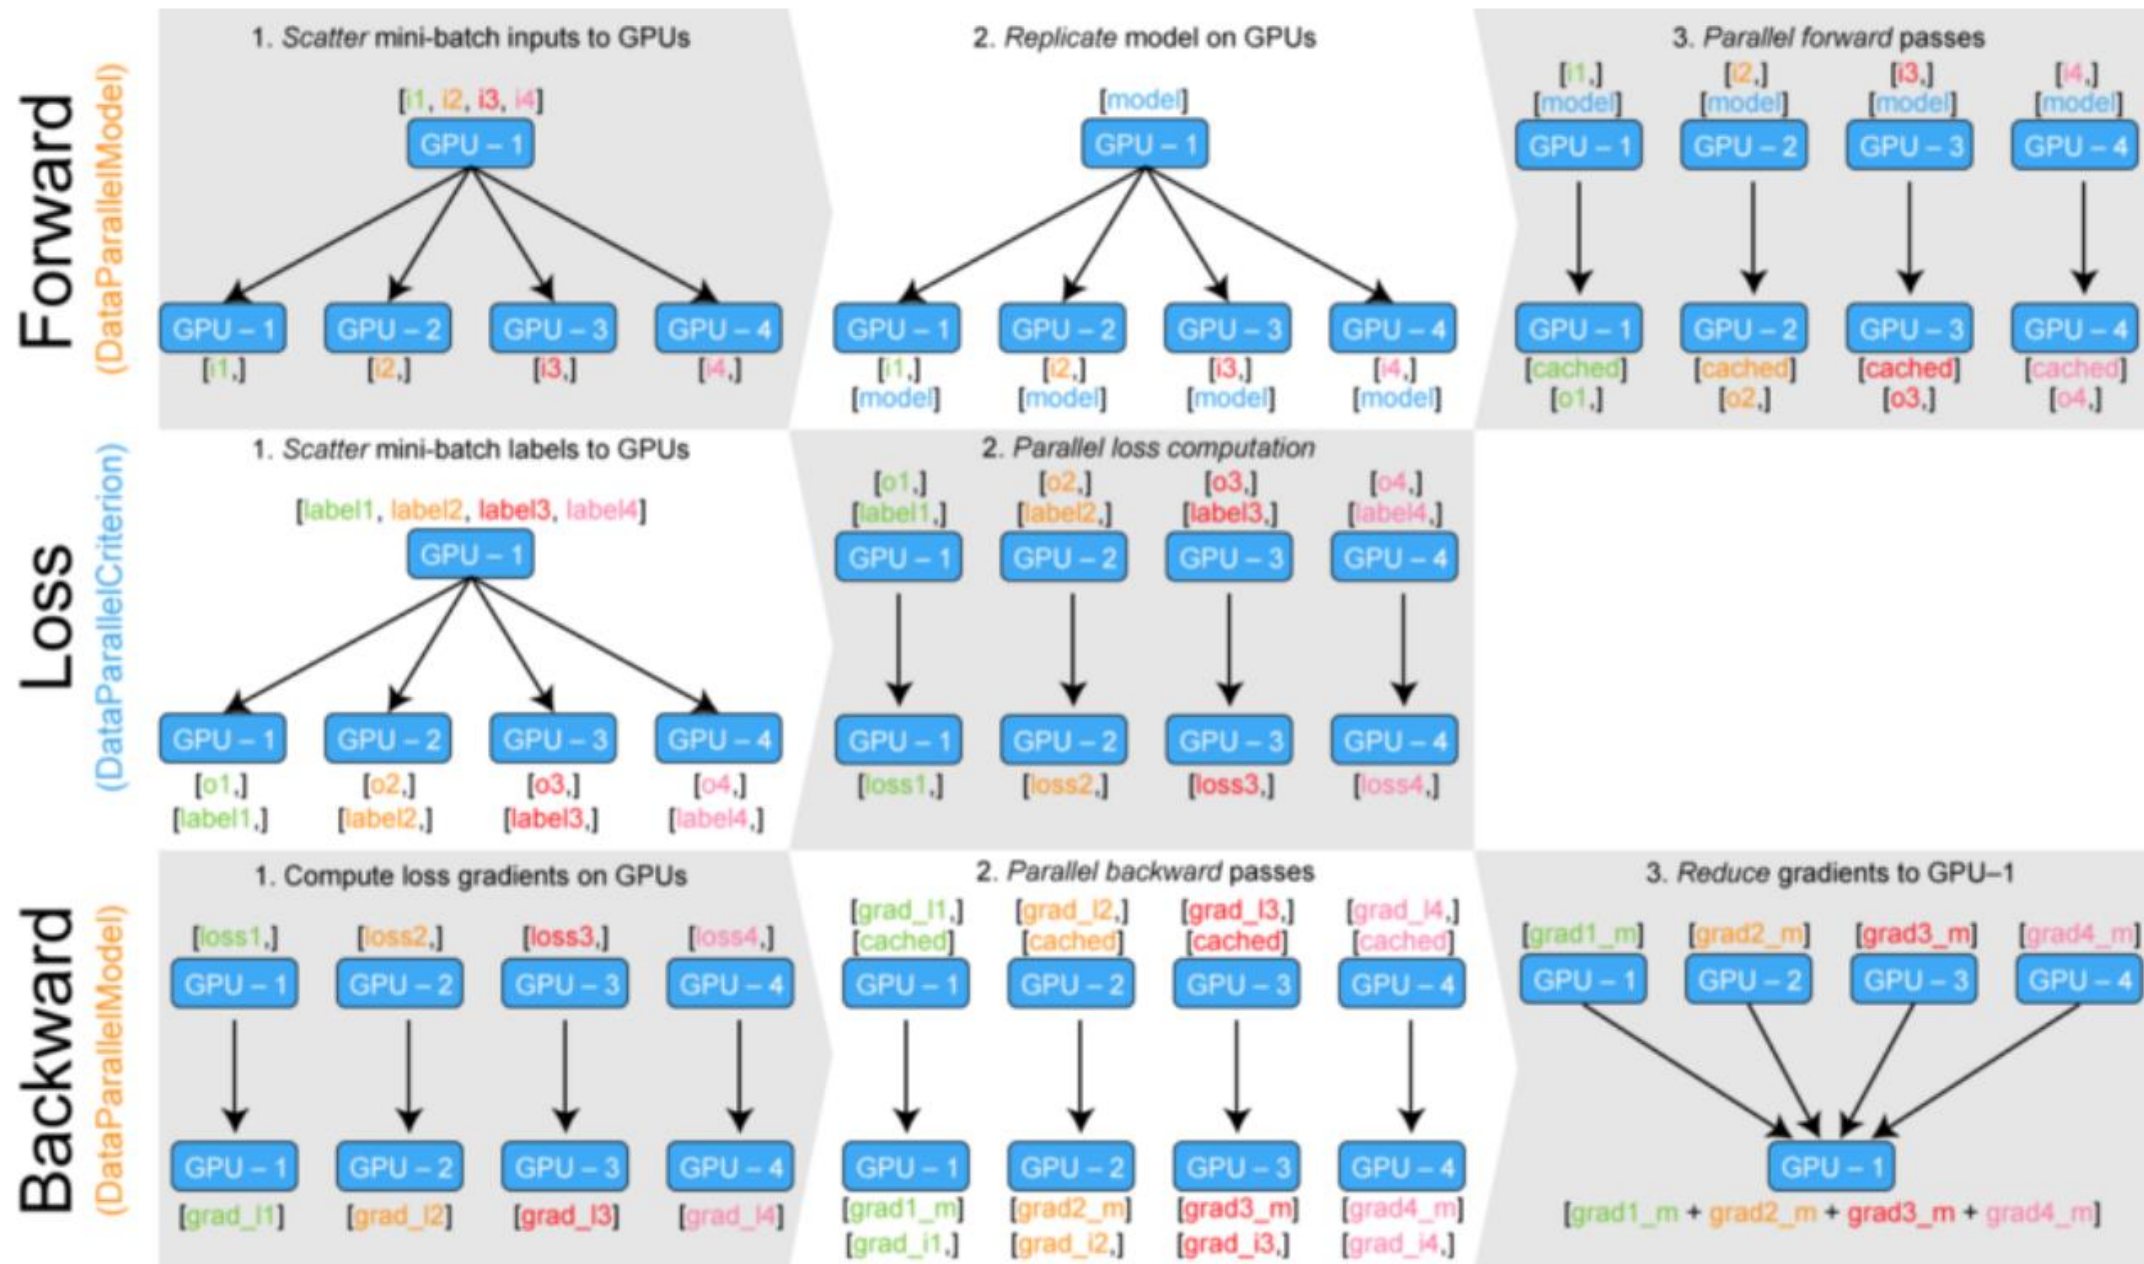 Forward
(DataParallelModel)
1. Scatter mini-batch inputs to GPUs
[i1, i2, i3, i4]
GPU – 1
GPU – 1 GPU – 2 GPU – 3 GPU – 4
[i1,] [i2,] [i3,] [i4,]
2. Replicate model on GPUs
[model]
GPU – 1
GPU – 1 GPU – 2 GPU – 3 GPU – 4
[i1,] [i2,] [i3,] [i4,]
[model] [model] [model] [model]
3. Parallel forward passes
[i1,] [i2,] [i3,] [i4,]
[model] [model] [model] [model]
GPU – 1 GPU – 2 GPU – 3 GPU – 4
GPU – 1 GPU – 2 GPU – 3 GPU – 4
[cached] [cached] [cached] [cached]
[o1,] [o2,] [o3,] [o4,]
Loss
(DataParallelCriterion)
1. Scatter mini-batch labels to GPUs
[label1, label2, label3, label4]
GPU – 1
GPU – 1 GPU – 2 GPU – 3 GPU – 4
[o1,] [o2,] [o3,] [o4,]
[label1,] [label2,] [label3,] [label4,]
2. Parallel loss computation
[o1,] [o2,] [o3,] [o4,]
[label1,] [label2,] [label3,] [label4,]
GPU – 1 GPU – 2 GPU – 3 GPU – 4
GPU – 1 GPU – 2 GPU – 3 GPU – 4
[loss1,] [loss2,] [loss3,] [loss4,]
Backward
(DataParallelModel)
1. Compute loss gradients on GPUs
[loss1,] [loss2,] [loss3,] [loss4,]
GPU – 1 GPU – 2 GPU – 3 GPU – 4
GPU – 1 GPU – 2 GPU – 3 GPU – 4
[grad_l1] [grad_l2] [grad_l3] [grad_l4]
2. Parallel backward passes
[grad_l1,] [grad_l2,] [grad_l3,] [grad_l4,]
[cached] [cached] [cached] [cached]
GPU – 1 GPU – 2 GPU – 3 GPU – 4
GPU – 1 GPU – 2 GPU – 3 GPU – 4
[grad1_m] [grad2_m] [grad3_m] [grad4_m]
[grad_i1,] [grad_i2,] [grad_i3,] [grad_i4,]
3. Reduce gradients to GPU–1
[grad1_m] [grad2_m] [grad3_m] [grad4_m]
GPU – 1 GPU – 2 GPU – 3 GPU – 4
GPU – 1
[grad1_m + grad2_m + grad3_m + grad4_m]